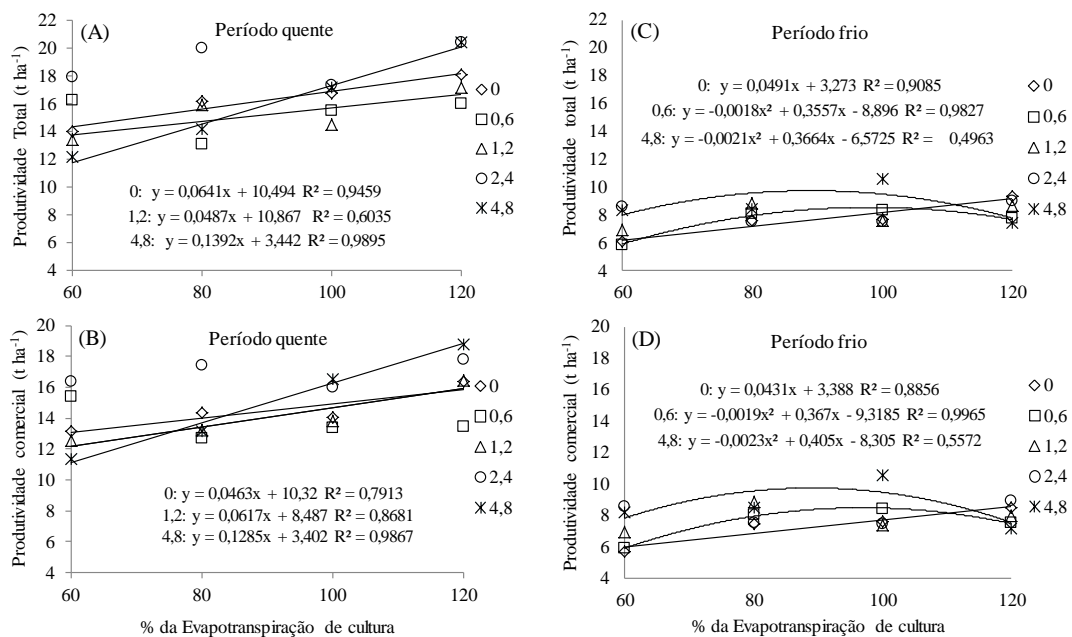 (A)
Período quente
Produtividade Total (t ha-1)
22
20
18
16
14
12
10
8
6
4
60
80
100
120
0: y = 0,0641x + 10,494 R² = 0,9459
1,2: y = 0,0487x + 10,867 R² = 0,6035
4,8: y = 0,1392x + 3,442 R² = 0,9895
0
0,6
1,2
2,4
4,8
(C)
Período frio
Produtividade total (t ha-1)
22
20
18
16
14
12
10
8
6
4
60
80
100
120
0: y = 0,0491x + 3,273 R² = 0,9085
0,6: y = -0,0018x² + 0,3557x - 8,896 R² = 0,9827
4,8: y = -0,0021x² + 0,3664x - 6,5725 R² = 0,4963
0
0,6
1,2
2,4
4,8
(B)
Período quente
Produtividade comercial (t ha-1)
20
18
16
14
12
10
8
6
4
60
80
100
120
0: y = 0,0463x + 10,32 R² = 0,7913
1,2: y = 0,0617x + 8,487 R² = 0,8681
4,8: y = 0,1285x + 3,402 R² = 0,9867
0
0,6
1,2
2,4
4,8
% da Evapotranspiração de cultura
(D)
Período frio
Produtividade comercial (t ha-1)
20
18
16
14
12
10
8
6
4
60
80
100
120
0: y = 0,0431x + 3,388 R² = 0,8856
0,6: y = -0,0019x² + 0,367x - 9,3185 R² = 0,9965
4,8: y = -0,0023x² + 0,405x - 8,305 R² = 0,5572
0
0,6
1,2
2,4
4,8
% da Evapotranspiração de cultura